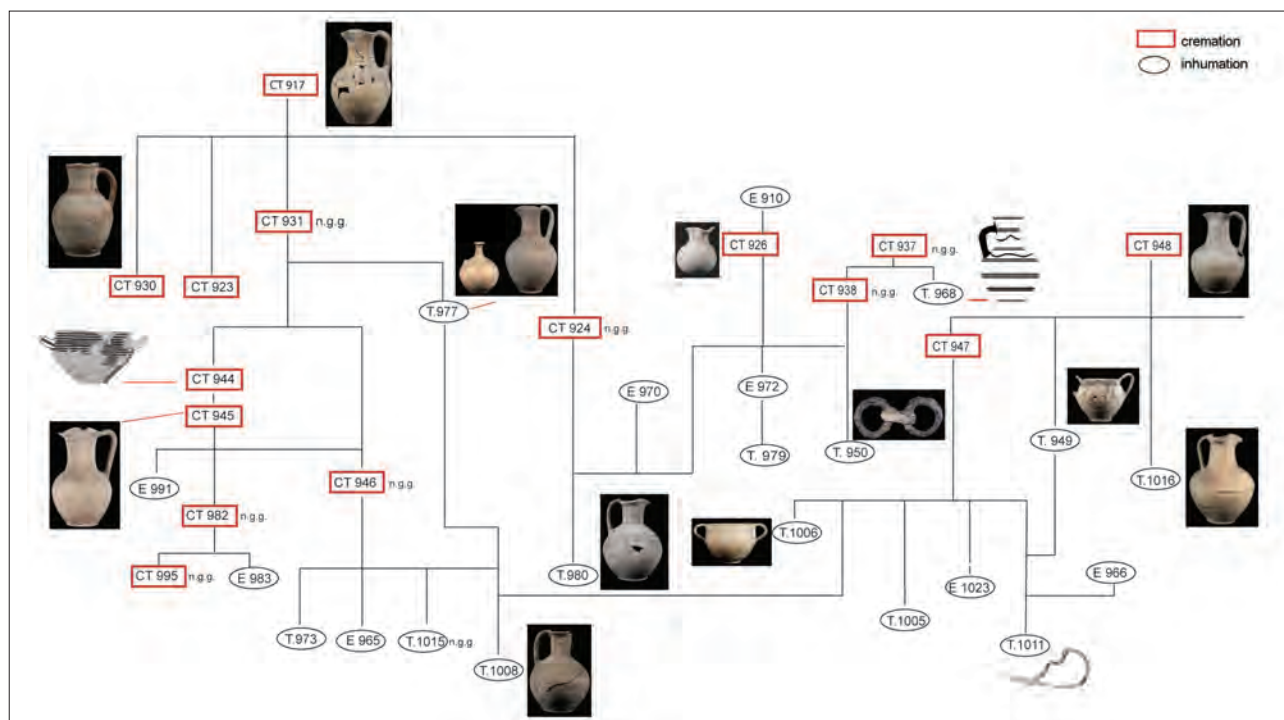 cremation
inhumation
CT 917
CT 931 n.g.g.
CT 930
CT 923
T.977
CT 924 n.g.g.
E 910
CT 926
CT 937 n.g.g.
CT 938 n.g.g.
T. 968
CT 948
CT 947
CT 944
CT 945
E 970
E 972
T. 979
T. 950
T. 949
T.1016
E 991
CT 946 n.g.g.
CT 982 n.g.g.
CT 995 n.g.g.
E 983
T.980
T.1006
T.1005
E 1023
E 966
T.1011
T.973
E 965
T.1015 n.g.g.
T.1008